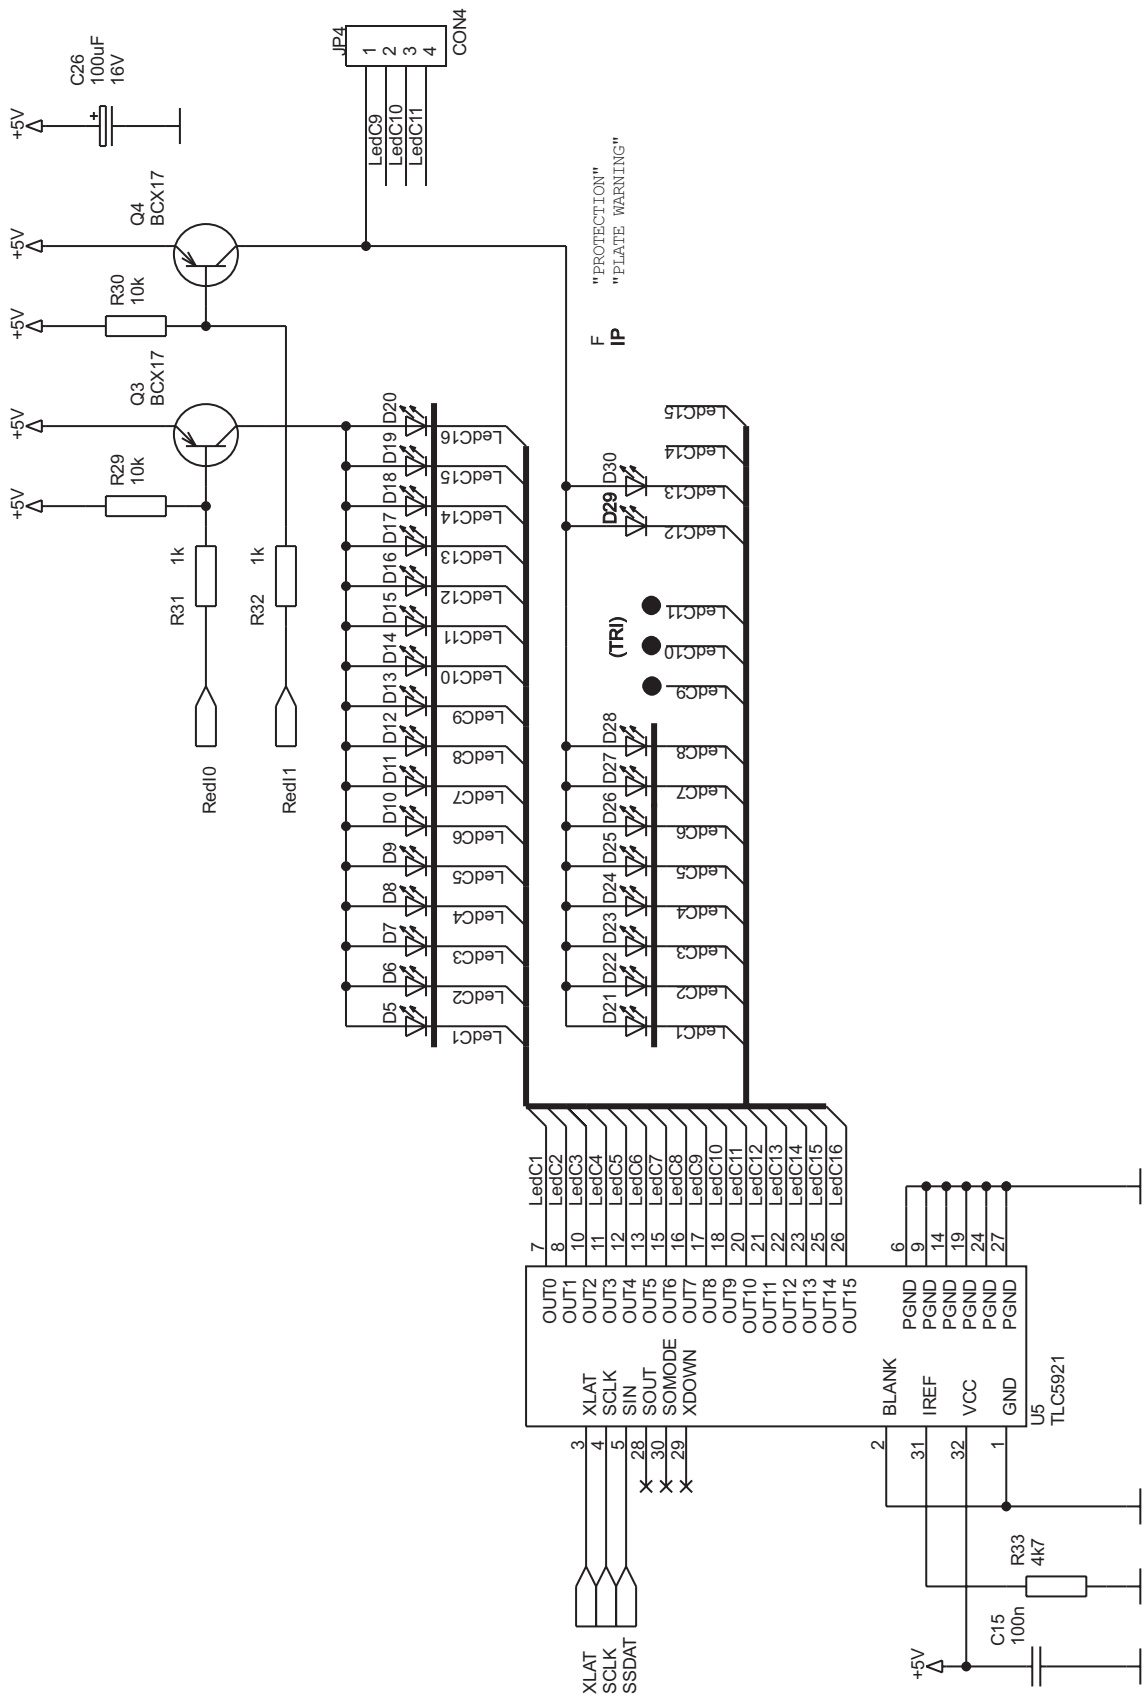 XLAT
SCLK
SSDAT
+5V
C15
100n
R33
4k7
3
4
5
28
30
29
2
31
32
1
XLAT
SCLK
SIN
SOUT
SOMODE
XDOWN
BLANK
IREF
VCC
GND
U5
TLC5921
OUT0
OUT1
OUT2
OUT3
OUT4
OUT5
OUT6
OUT7
OUT8
OUT9
OUT10
OUT11
OUT12
OUT13
OUT14
OUT15
PGND
PGND
PGND
PGND
PGND
PGND
7
8
10
11
12
13
15
16
17
18
20
21
22
23
25
26
6
9
14
19
24
27
LedC1
LedC2
LedC3
LedC4
LedC5
LedC6
LedC7
LedC8
LedC9
LedC10
LedC11
LedC12
LedC13
LedC14
LedC15
LedC16
D5
D6
D7
D8
D9
D10
D11
D12
D13
D14
D15
D16
D17
D18
D19
D20
LedC1
LedC2
LedC3
LedC4
LedC5
LedC6
LedC7
LedC8
LedC9
LedC10
LedC11
LedC12
LedC13
LedC14
LedC15
LedC16
D21
D22
D23
D24
D25
D26
D27
D28
(TRI)
D29
D30
LedC1
LedC2
LedC3
LedC4
LedC5
LedC6
LedC7
LedC8
LedC9
LedC10
LedC11
LedC12
LedC13
LedC14
LedC15
F "PROTECTION"
IP "PLATE WARNING"
RedI0
RedI1
R31 1k
R32 1k
+5V
R29
10k
+5V
Q3
BCX17
+5V
R30
10k
+5V
Q4
BCX17
+5V
+
C26
100uF
16V
JP4
1
2
3
4
CON4
LedC9
LedC10
LedC11